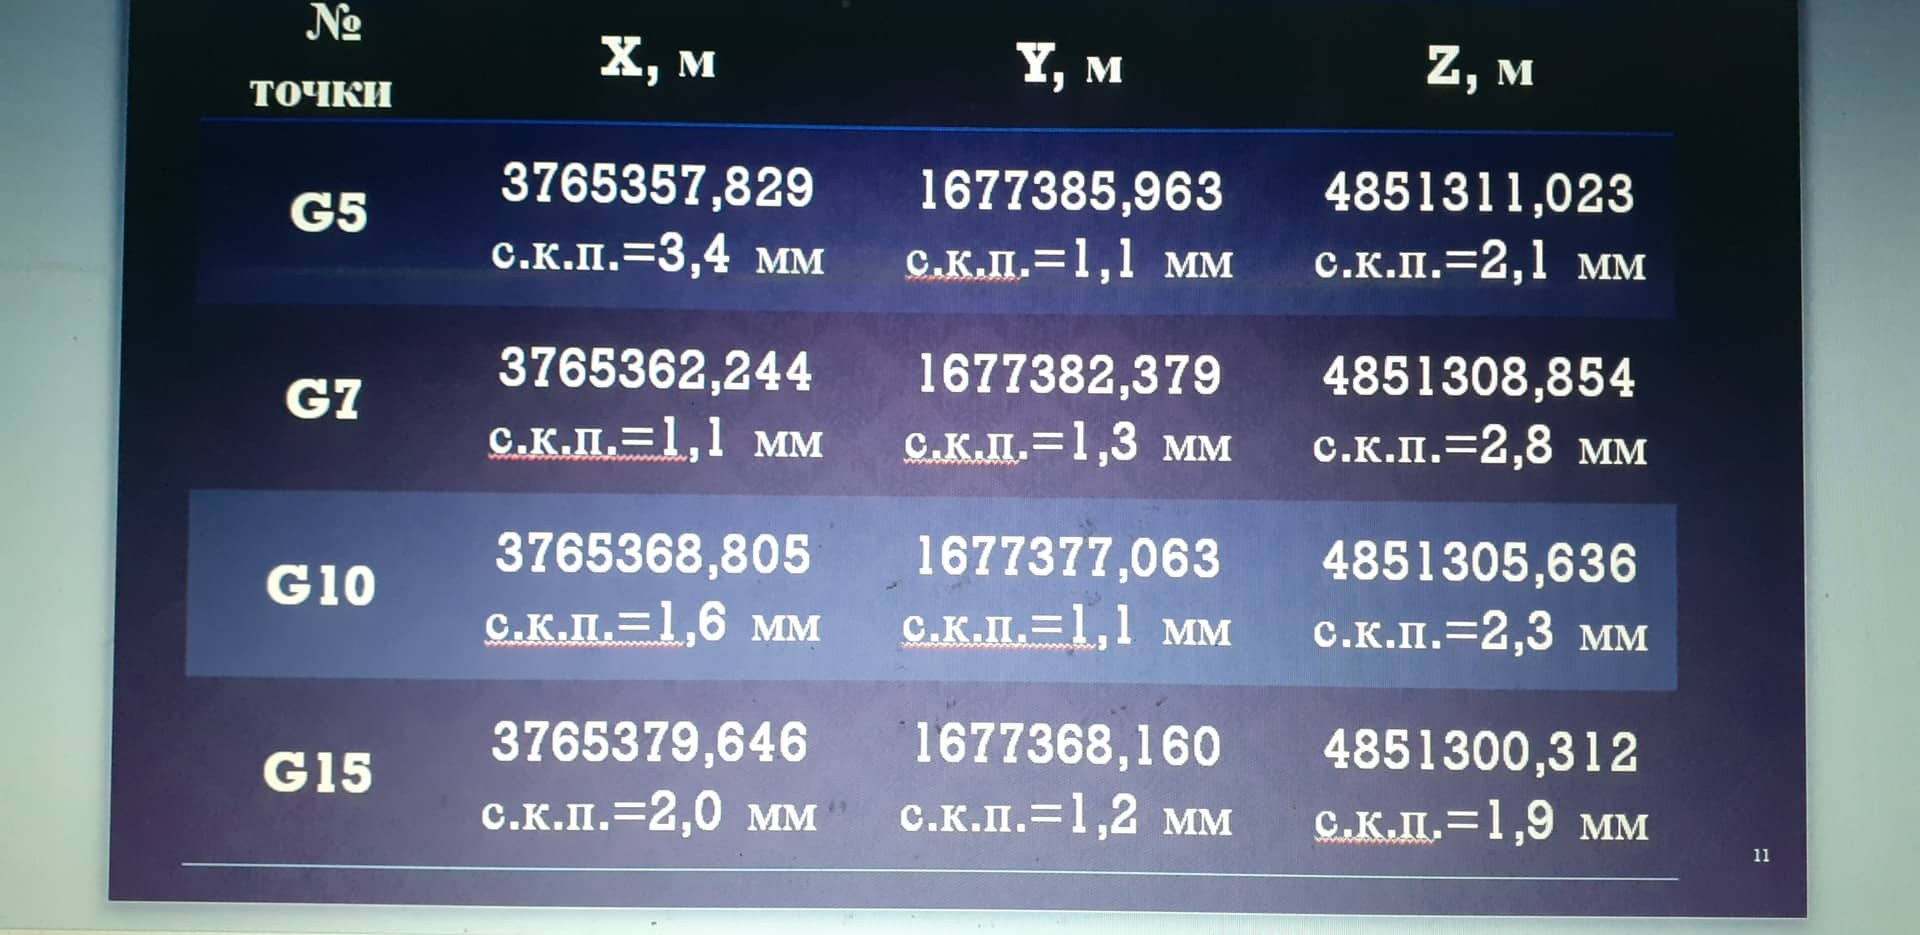 №
точки
X, м
Y, м
Z, м
G5
3765357,829
с.к.п.=3,4 мм
1677385,963
с.к.п.=1,1 мм
4851311,023
с.к.п.=2,1 мм
G7
3765362,244
с.к.п.=1,1 мм
1677382,379
с.к.п.=1,3 мм
4851308,854
с.к.п.=2,8 мм
G10
3765368,805
с.к.п.=1,6 мм
1677377,063
с.к.п.=1,1 мм
4851305,636
с.к.п.=2,3 мм
G15
3765379,646
с.к.п.=2,0 мм
1677368,160
с.к.п.=1,2 мм
4851300,312
с.к.п.=1,9 мм
11